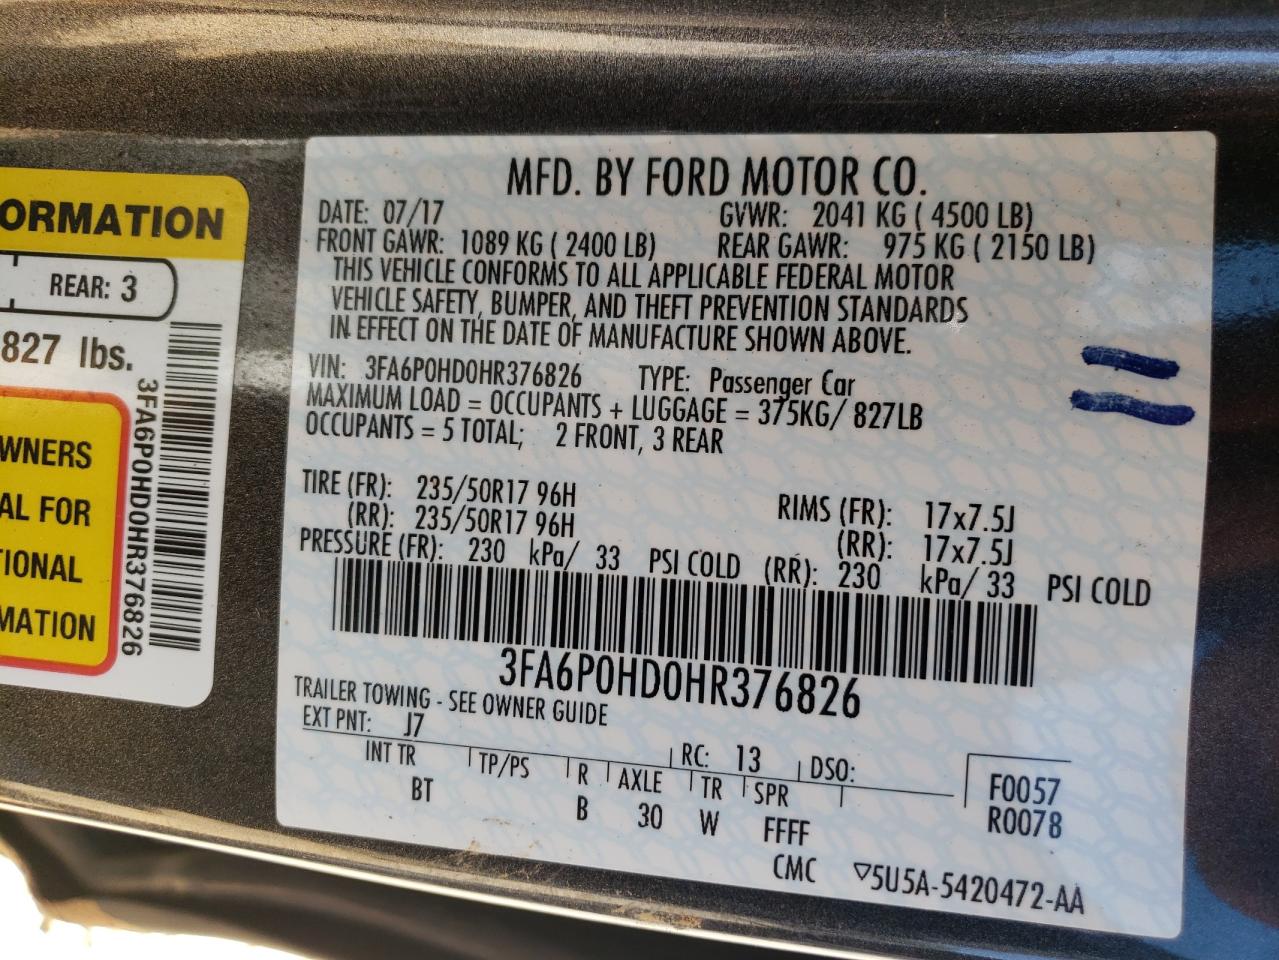 ORMATION
REAR: 3
827 lbs.
WNERS
AL FOR
TIONAL
MATION
3FA6P0HD0HR376826
MFD. BY FORD MOTOR CO.
DATE: 07/17 GVWR: 2041 KG ( 4500 LB)
FRONT GAWR: 1089 KG ( 2400 LB) REAR GAWR: 975 KG ( 2150 LB)
THIS VEHICLE CONFORMS TO ALL APPLICABLE FEDERAL MOTOR
VEHICLE SAFETY, BUMPER, AND THEFT PREVENTION STANDARDS
IN EFFECT ON THE DATE OF MANUFACTURE SHOWN ABOVE.
VIN: 3FA6P0HD0HR376826 TYPE: Passenger Car
MAXIMUM LOAD = OCCUPANTS + LUGGAGE = 375KG/ 827LB
OCCUPANTS = 5 TOTAL; 2 FRONT, 3 REAR
TIRE (FR): 235/50R17 96H RIMS (FR): 17x7.5J
(RR): 235/50R17 96H (RR): 17x7.5J
PRESSURE (FR): 230 kPa/ 33 PSI COLD (RR): 230 kPa/ 33 PSI COLD
3FA6P0HD0HR376826
TRAILER TOWING - SEE OWNER GUIDE
EXT PNT: J7 RC: 13 DSO:
INT TR TP/PS R AXLE TR SPR F0057
BT B 30 W FFFF R0078
CMC ▽5U5A-5420472-AA